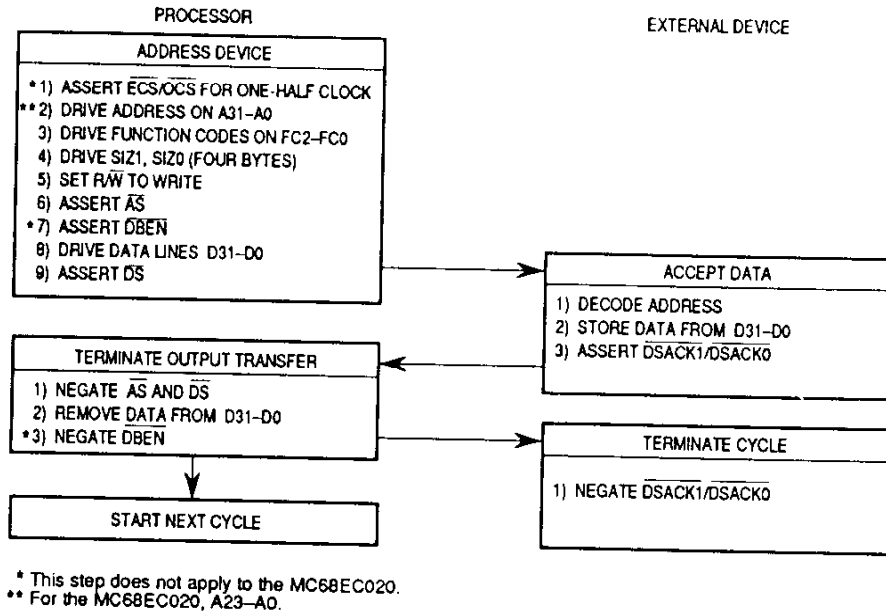 PROCESSOR
EXTERNAL DEVICE
ADDRESS DEVICE
*1) ASSERT ECS/OCS FOR ONE-HALF CLOCK
**2) DRIVE ADDRESS ON A31–A0
3) DRIVE FUNCTION CODES ON FC2–FC0
4) DRIVE SIZ1, SIZ0 (FOUR BYTES)
5) SET R/W TO WRITE
6) ASSERT AS
*7) ASSERT DBEN
8) DRIVE DATA LINES D31–D0
9) ASSERT DS
ACCEPT DATA
1) DECODE ADDRESS
2) STORE DATA FROM D31–D0
3) ASSERT DSACK1/DSACK0
TERMINATE OUTPUT TRANSFER
1) NEGATE AS AND DS
2) REMOVE DATA FROM D31–D0
*3) NEGATE DBEN
TERMINATE CYCLE
1) NEGATE DSACK1/DSACK0
START NEXT CYCLE
* This step does not apply to the MC68EC020.
** For the MC68EC020, A23–A0.